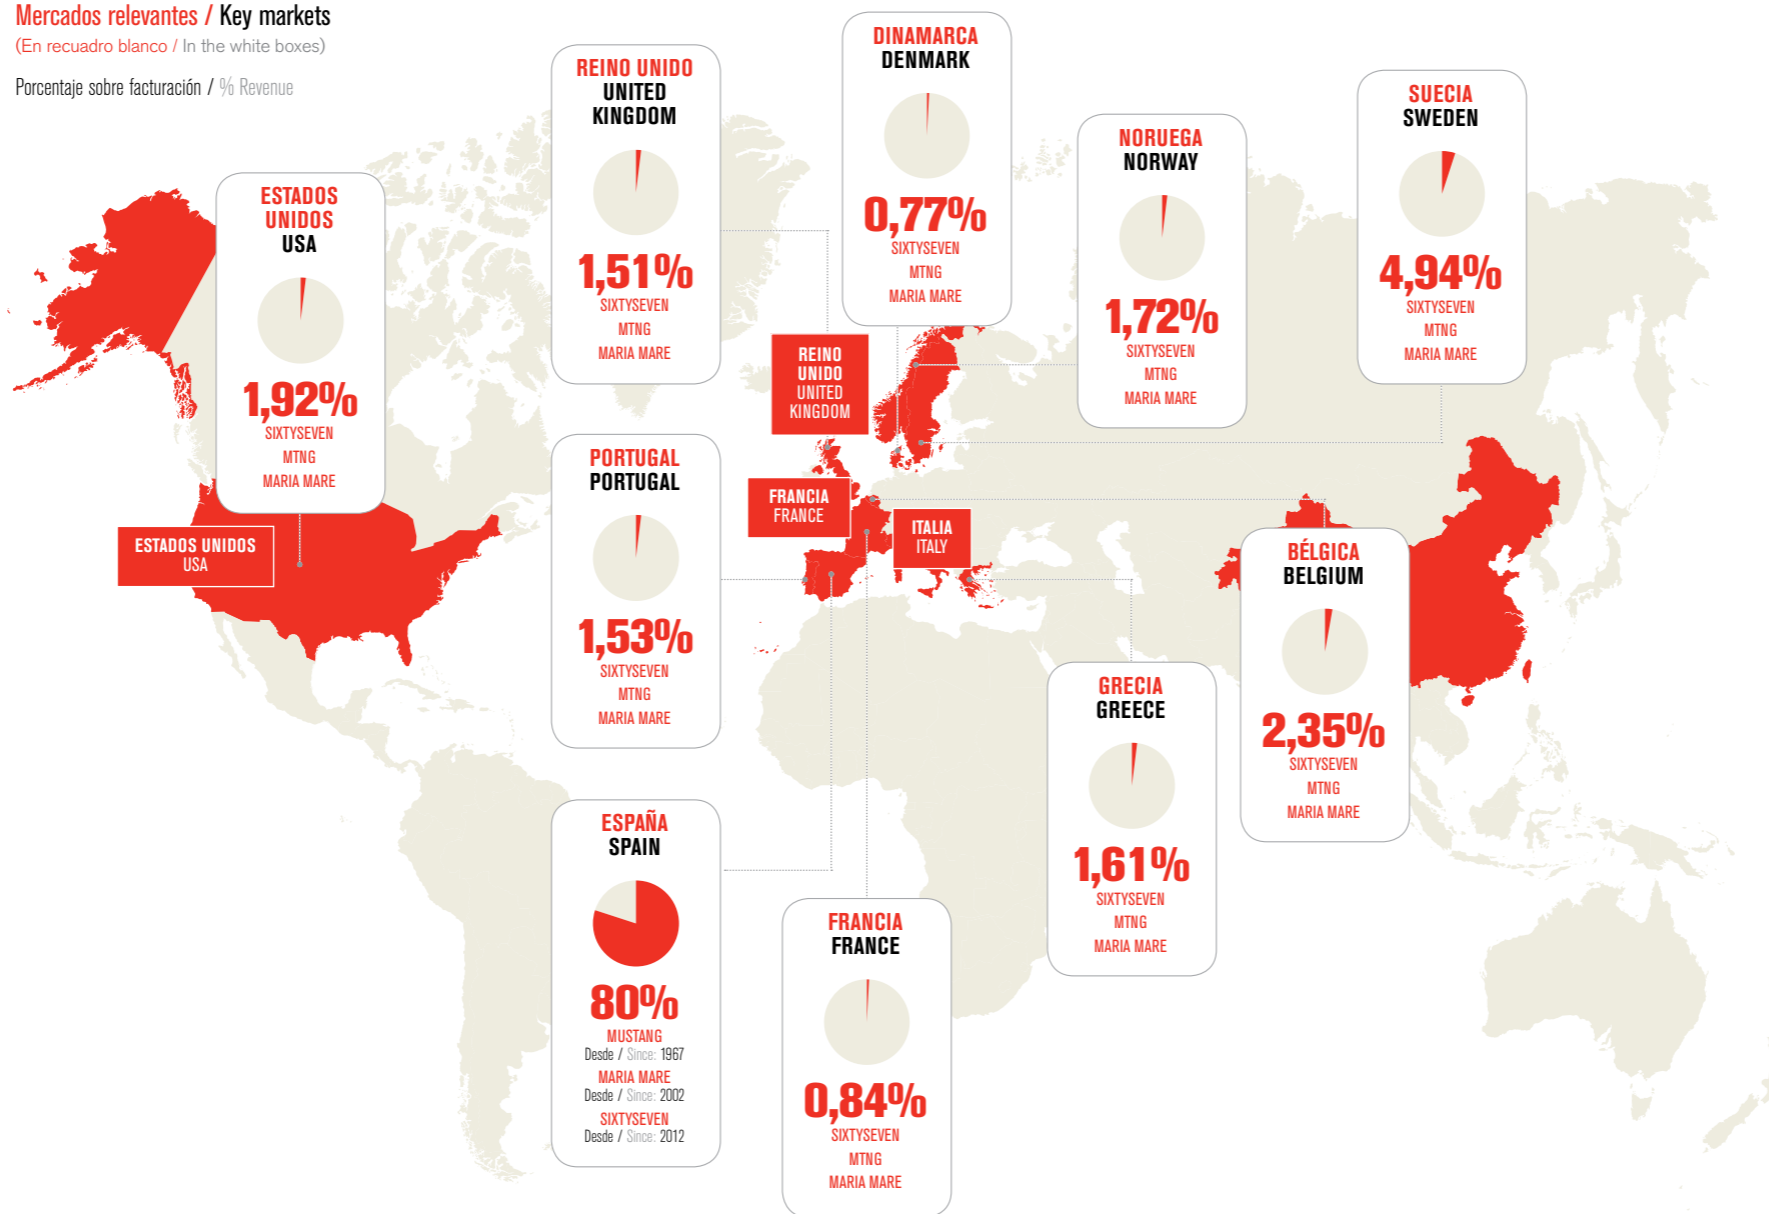 Mercados relevantes / Key markets
(En recuadro blanco / In the white boxes)
Porcentaje sobre facturación / % Revenue
ESTADOS
UNIDOS
USA
1,92%
SIXTYSEVEN
MTNG
MARIA MARE
ESTADOS UNIDOS
USA
REINO UNIDO
UNITED
KINGDOM
1,51%
SIXTYSEVEN
MTNG
MARIA MARE
PORTUGAL
PORTUGAL
1,53%
SIXTYSEVEN
MTNG
MARIA MARE
ESPAÑA
SPAIN
80%
MUSTANG
Desde / Since: 1967
MARIA MARE
Desde / Since: 2002
SIXTYSEVEN
Desde / Since: 2012
DINAMARCA
DENMARK
0,77%
SIXTYSEVEN
MTNG
MARIA MARE
REINO
UNIDO
UNITED
KINGDOM
FRANCIA
FRANCE
ITALIA
ITALY
FRANCIA
FRANCE
0,84%
SIXTYSEVEN
MTNG
MARIA MARE
NORUEGA
NORWAY
1,72%
SIXTYSEVEN
MTNG
MARIA MARE
GRECIA
GREECE
1,61%
SIXTYSEVEN
MTNG
MARIA MARE
SUECIA
SWEDEN
4,94%
SIXTYSEVEN
MTNG
MARIA MARE
BÉLGICA
BELGIUM
2,35%
SIXTYSEVEN
MTNG
MARIA MARE